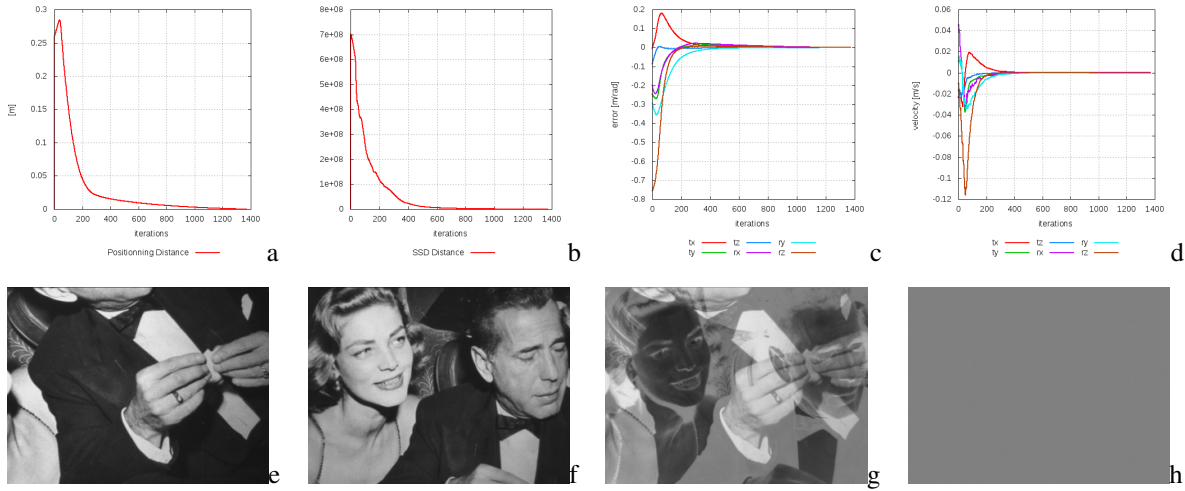 0.3
0.25
0.2
0.15
0.1
0.05
0
[m]
0 200 400 600 800 1000 1200 1400
iterations
Positionning Distance
a
8e+08
7e+08
6e+08
5e+08
4e+08
3e+08
2e+08
1e+08
0
0 200 400 600 800 1000 1200 1400
iterations
SSD Distance
b
0.2
0.1
0
-0.1
-0.2
-0.3
-0.4
-0.5
-0.6
-0.7
-0.8
error [m/rad]
0 200 400 600 800 1000 1200 1400
iterations
tx tz ry
ty rx rz
c
0.06
0.04
0.02
0
-0.02
-0.04
-0.06
-0.08
-0.1
-0.12
velocity [m/s]
0 200 400 600 800 1000 1200 1400
iterations
tx tz ry
ty rx rz
d
e
f
g
h